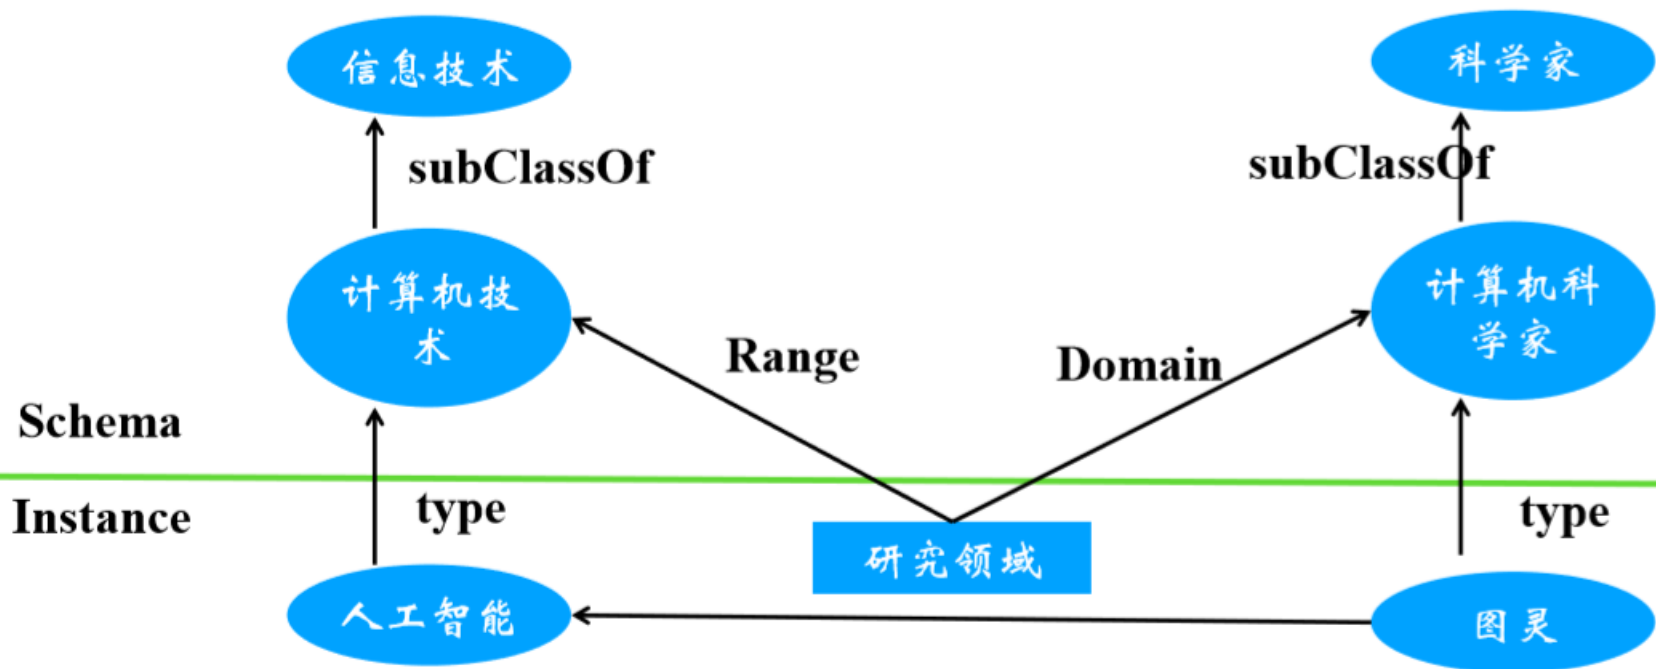 信息技术
科学家
subClassOf
subClassOf
计算机技
术
计算机科
学家
Range
Domain
Schema
Instance
type
type
研究领域
人工智能
图灵